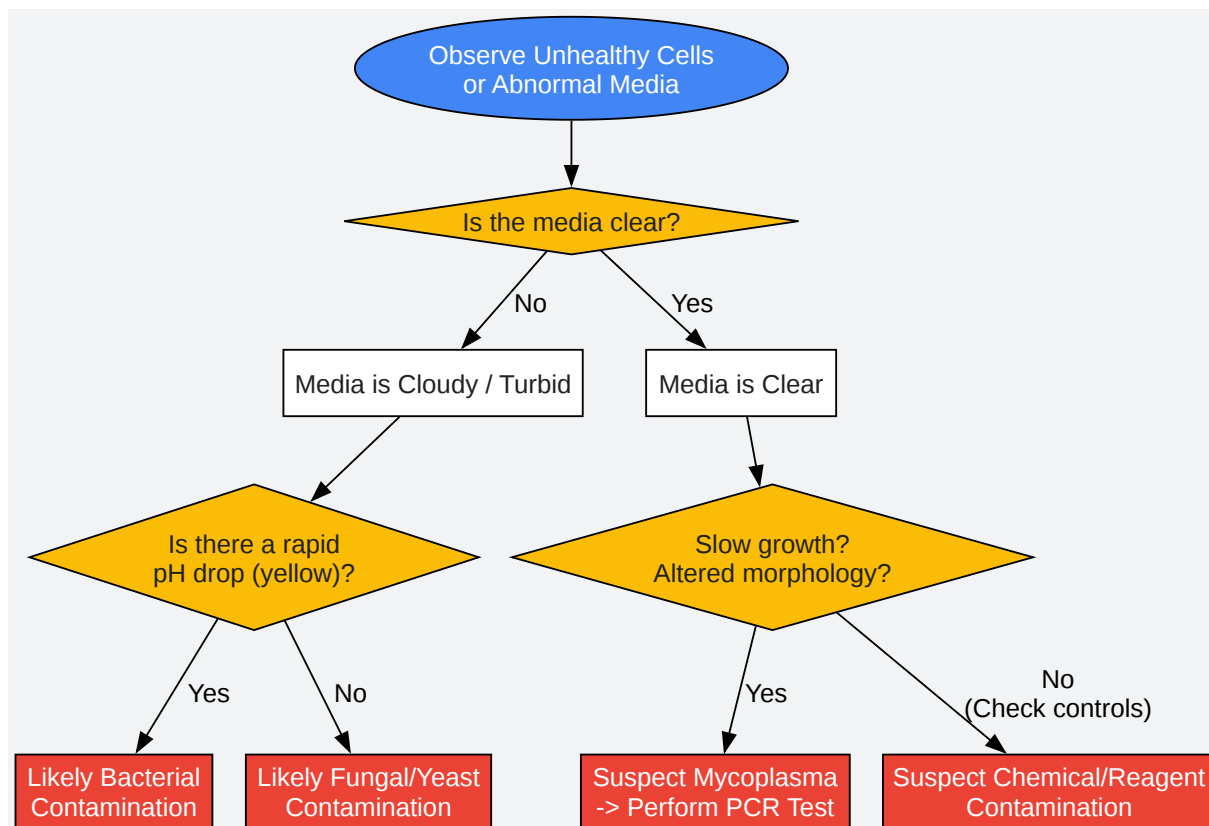 Observe Unhealthy Cells
or Abnormal Media
Is the media clear?
No
Yes
Media is Cloudy / Turbid
Media is Clear
Is there a rapid
pH drop (yellow)?
Slow growth?
Altered morphology?
Yes
No
Yes
No
(Check controls)
Likely Bacterial
Contamination
Likely Fungal/Yeast
Contamination
Suspect Mycoplasma
-> Perform PCR Test
Suspect Chemical/Reagent
Contamination